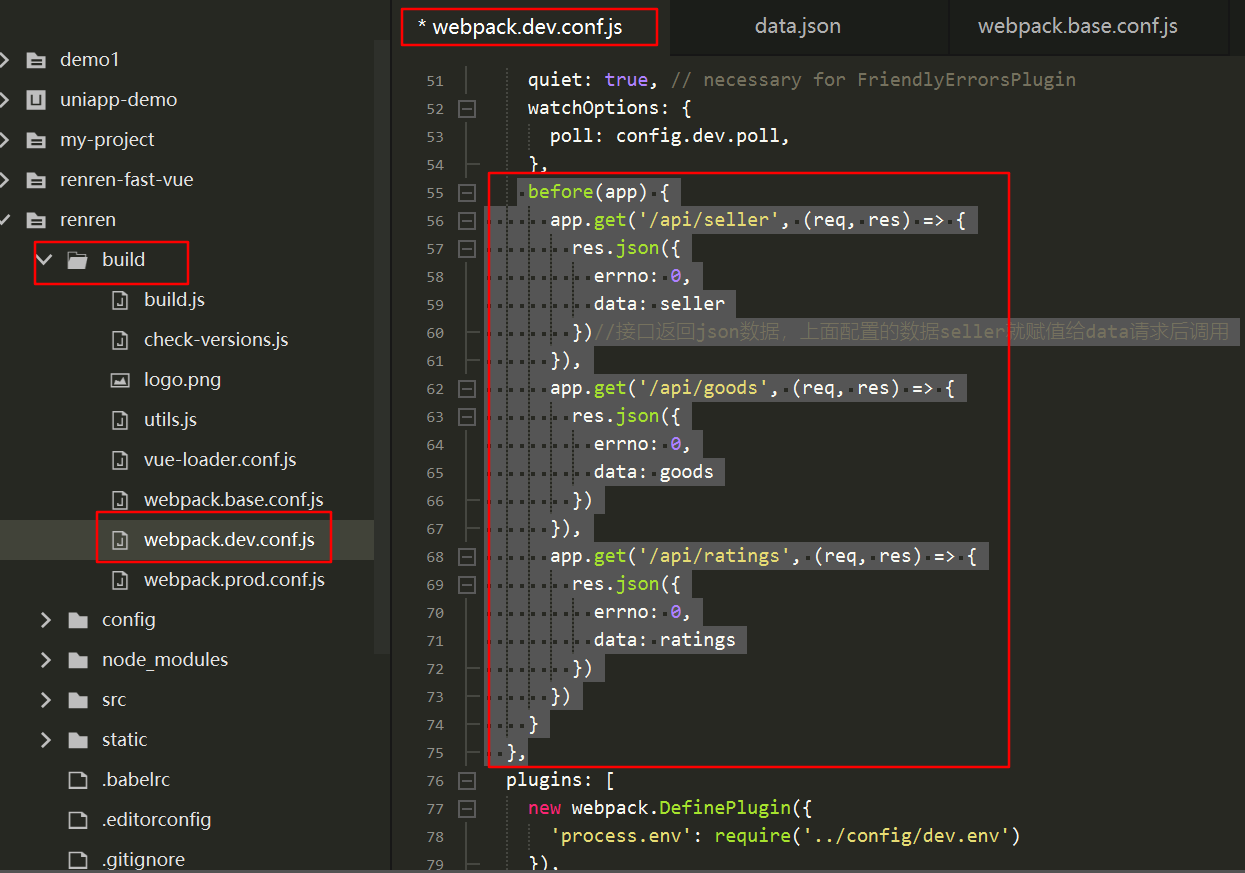 demo1
uniapp-demo
my-project
renren-fast-vue
renren
build
build.js
check-versions.js
logo.png
utils.js
vue-loader.conf.js
webpack.base.conf.js
webpack.dev.conf.js
webpack.prod.conf.js
config
node_modules
src
static
.babelrc
.editorconfig
.gitignore
* webpack.dev.conf.js
data.json
webpack.base.conf.js
51 quiet: true, // necessary for FriendlyErrorsPlugin
52 watchOptions: {
53 poll: config.dev.poll,
54 },
55 before(app) {
56 app.get('/api/seller', (req, res) => {
57 res.json({
58 errno: 0,
59 data: seller
60 })//接口返回json数据，上面配置的数据seller就赋值给data请求后调用
61 }),
62 app.get('/api/goods', (req, res) => {
63 res.json({
64 errno: 0,
65 data: goods
66 })
67 }),
68 app.get('/api/ratings', (req, res) => {
69 res.json({
70 errno: 0,
71 data: ratings
72 })
73 })
74 }
75 },
76 plugins: [
77 new webpack.DefinePlugin({
78 'process.env': require('../config/dev.env')
79 }),